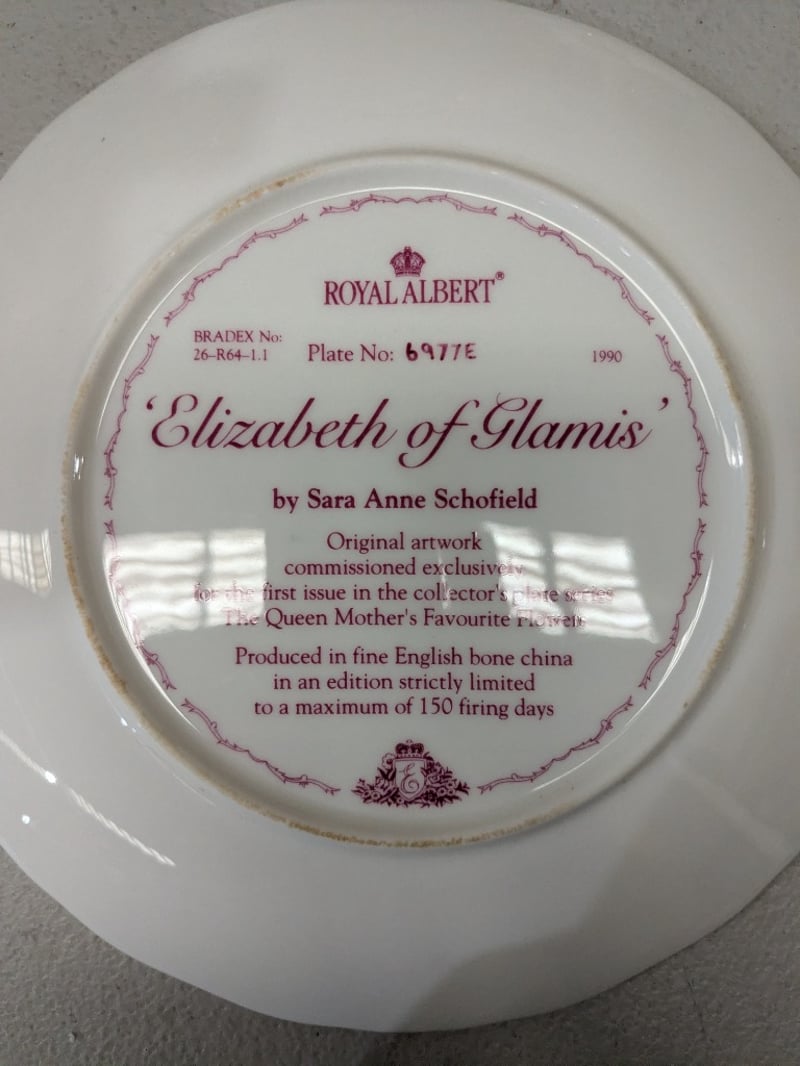 ROYAL ALBERT®
BRADEX No:
26-R64-1.1
Plate No: 6977E
1990
'Elizabeth of Glamis'
by Sara Anne Schofield
Original artwork
commissioned exclusively
for the first issue in the collector's plate series
The Queen Mother's Favourite Flowers
Produced in fine English bone china
in an edition strictly limited
to a maximum of 150 firing days
E